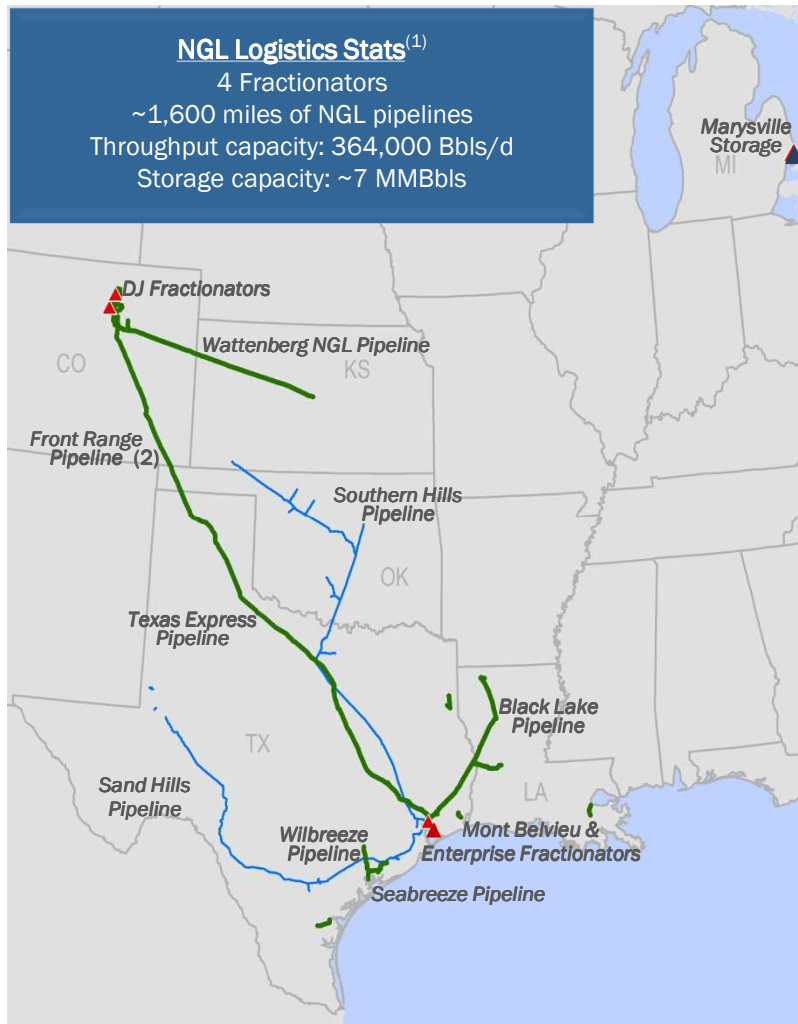 NGL Logistics Stats(1)
4 Fractionators
~1,600 miles of NGL pipelines
Throughput capacity: 364,000 Bbls/d
Storage capacity: ~7 MMBbls
Marysville
Storage
MI
DJ Fractionators
Wattenberg NGL Pipeline
CO
KS
Front Range
Pipeline (2)
Southern Hills
Pipeline
OK
Texas Express
Pipeline
Black Lake
Pipeline
TX
Sand Hills
Pipeline
LA
Wilbreeze
Pipeline
Mont Belvieu &
Enterprise Fractionators
Seabreeze Pipeline